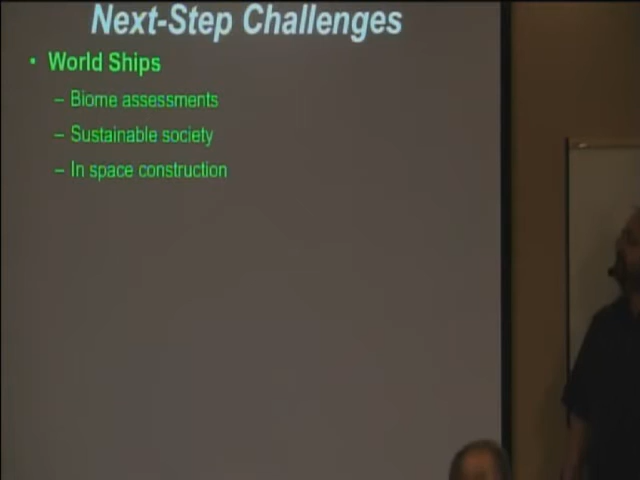 Next-Step Challenges
• World Ships
– Biome assessments
– Sustainable society
– In space construction